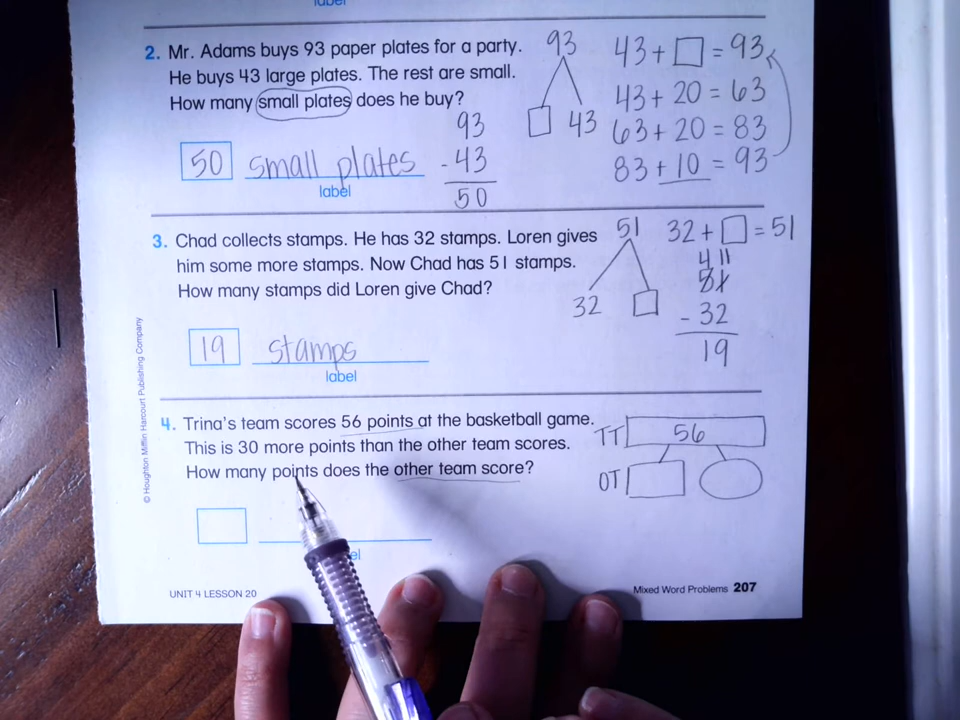 label
2. Mr. Adams buys 93 paper plates for a party.
He buys 43 large plates. The rest are small.
How many small plates does he buy?
50 small plates
label
93
- 43
50
93
43
43 + □ = 93
43 + 20 = 63
63 + 20 = 83
83 + 10 = 93
3. Chad collects stamps. He has 32 stamps. Loren gives
him some more stamps. Now Chad has 51 stamps.
How many stamps did Loren give Chad?
19 stamps
label
51
32
32 + □ = 51
4 11
51
- 32
19
4. Trina's team scores 56 points at the basketball game.
This is 30 more points than the other team scores.
How many points does the other team score?
TT 56
OT
el
© Houghton Mifflin Harcourt Publishing Company
UNIT 4 LESSON 20
Mixed Word Problems 207